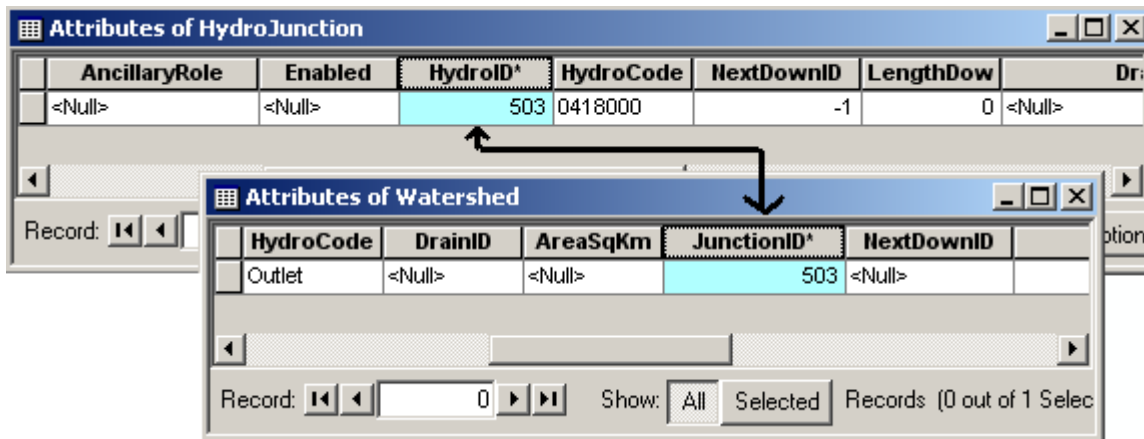 Attributes of HydroJunction
AncillaryRole Enabled HydroID* HydroCode NextDownID LengthDow Dr
<Null> <Null> 503 0418000 -1 0 <Null>
Attributes of Watershed
Record: ption
HydroCode DrainID AreaSqKm JunctionID* NextDownID
Outlet <Null> <Null> 503 <Null>
Record: 0 Show: All Selected Records (0 out of 1 Selec